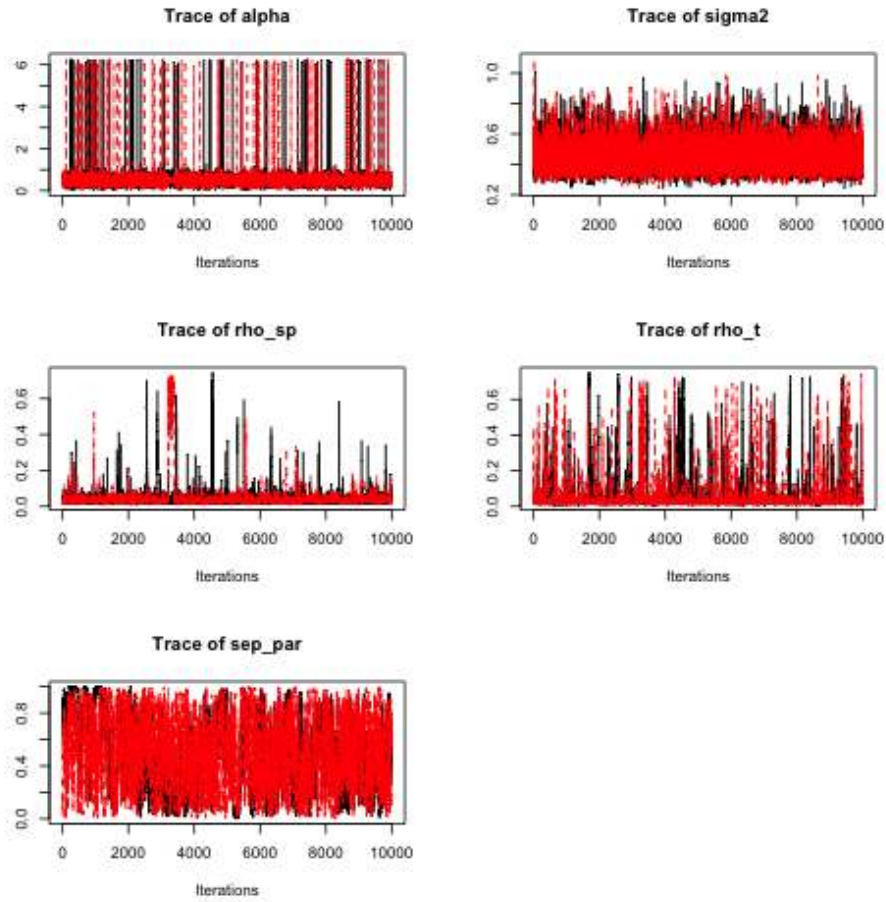 Trace of alpha
0 2 4 6
0 2000 4000 6000 8000 10000
Iterations
Trace of sigma2
0.2 0.6 1.0
0 2000 4000 6000 8000 10000
Iterations
Trace of rho_sp
0.0 0.2 0.4 0.6
0 2000 4000 6000 8000 10000
Iterations
Trace of rho_t
0.0 0.2 0.4 0.6
0 2000 4000 6000 8000 10000
Iterations
Trace of sep_par
0.0 0.4 0.8
0 2000 4000 6000 8000 10000
Iterations